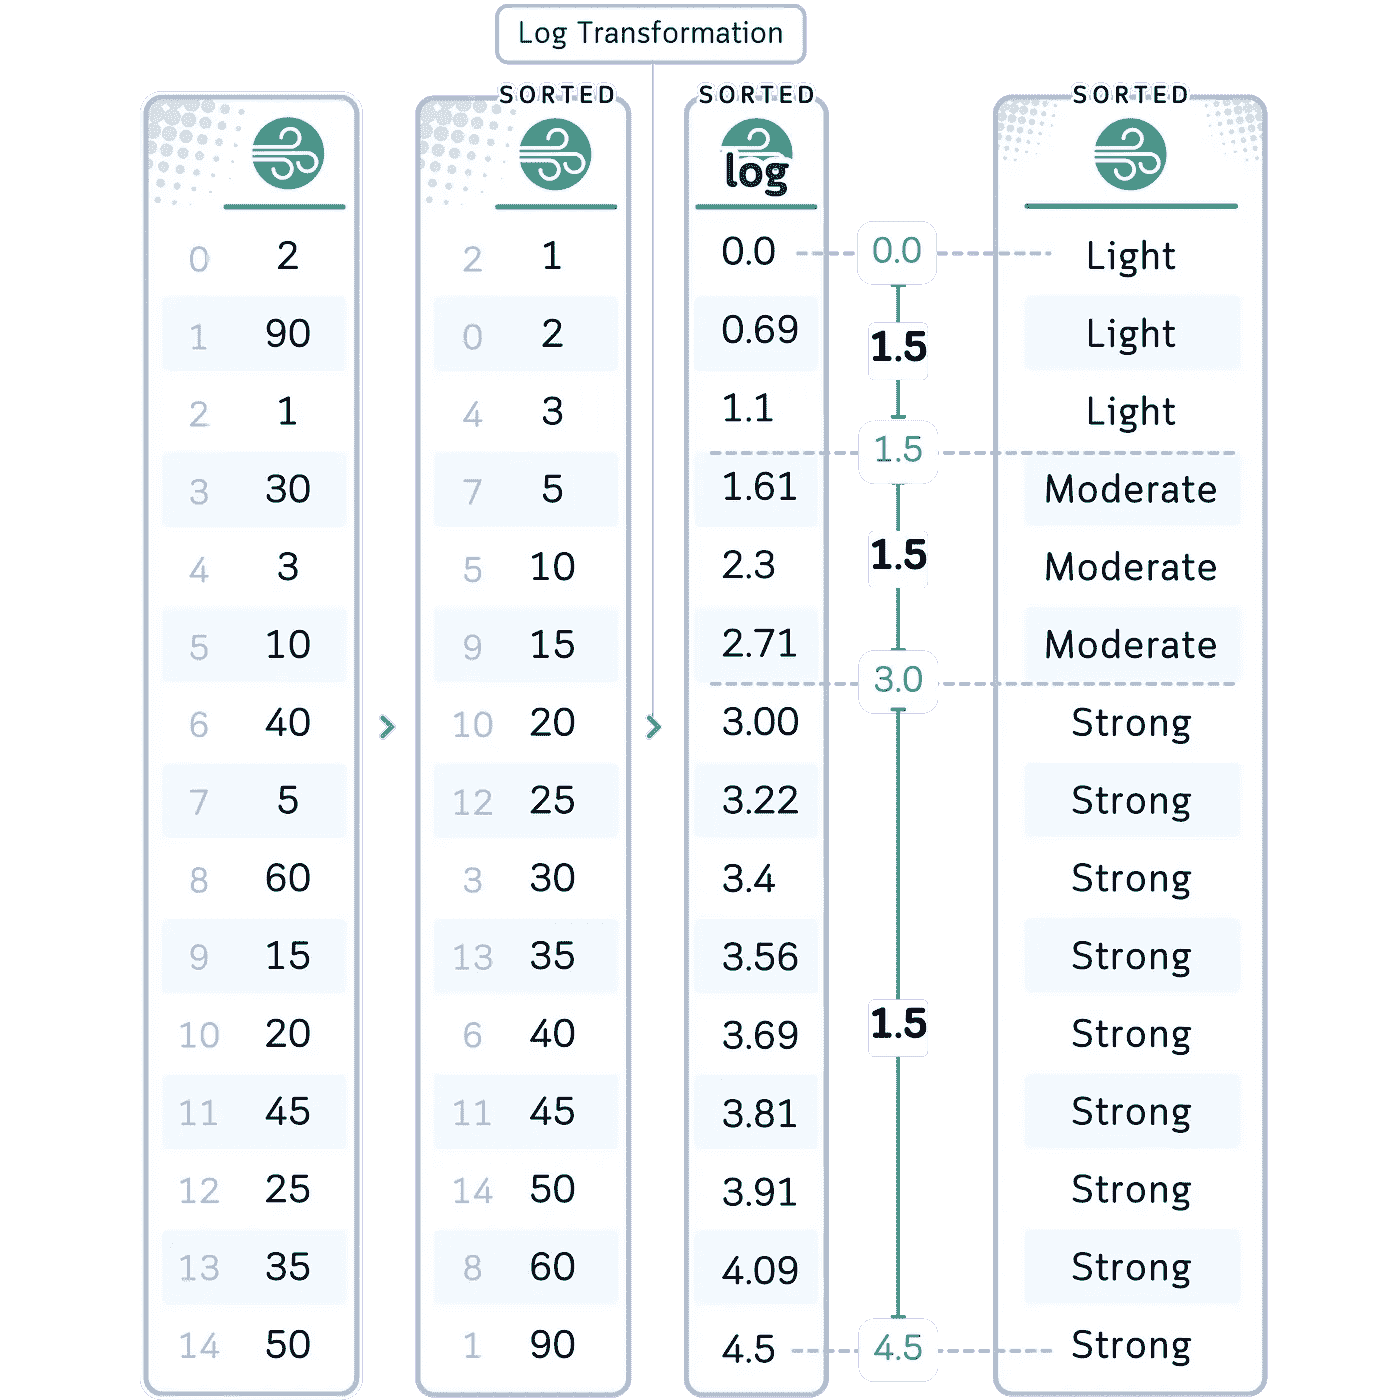 Log Transformation
SORTED SORTED SORTED
log
0 2 2 1 0.0 0.0 Light
1 90 0 2 0.69 Light
1.5
2 1 4 3 1.1 Light
1.5
3 30 7 5 1.61 Moderate
1.5
4 3 5 10 2.3 Moderate
5 10 9 15 2.71 Moderate
3.0
6 40 10 20 3.00 Strong
7 5 12 25 3.22 Strong
8 60 3 30 3.4 Strong
9 15 13 35 3.56 Strong
1.5
10 20 6 40 3.69 Strong
11 45 11 45 3.81 Strong
12 25 14 50 3.91 Strong
13 35 8 60 4.09 Strong
14 50 1 90 4.5 4.5 Strong